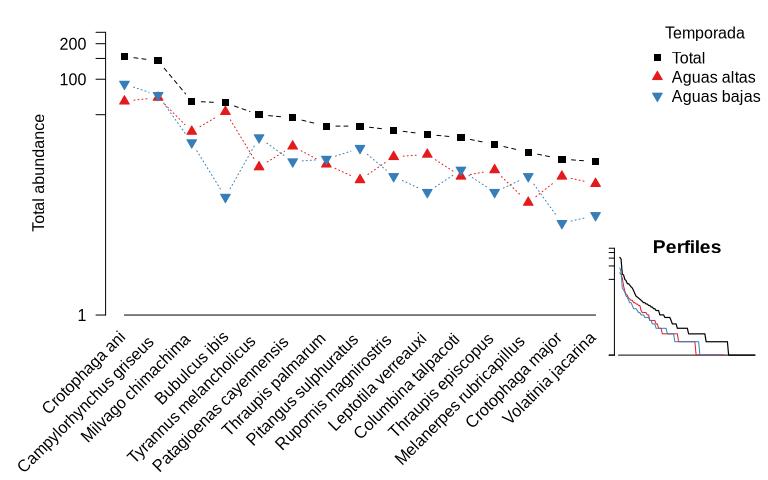 Temporada
Total
Aguas altas
Aguas bajas
200
100
1
Total abundance
Perfiles
Crotophaga ani
Campylorhynchus griseus
Milvago chimachima
Bubulcus ibis
Tyrannus melancholicus
Patagioenas cayennensis
Thraupis palmarum
Pitangus sulphuratus
Rupornis magnirostris
Leptotila verreauxi
Columbina talpacoti
Thraupis episcopus
Melanerpes rubricapillus
Crotophaga major
Volatinia jacarina